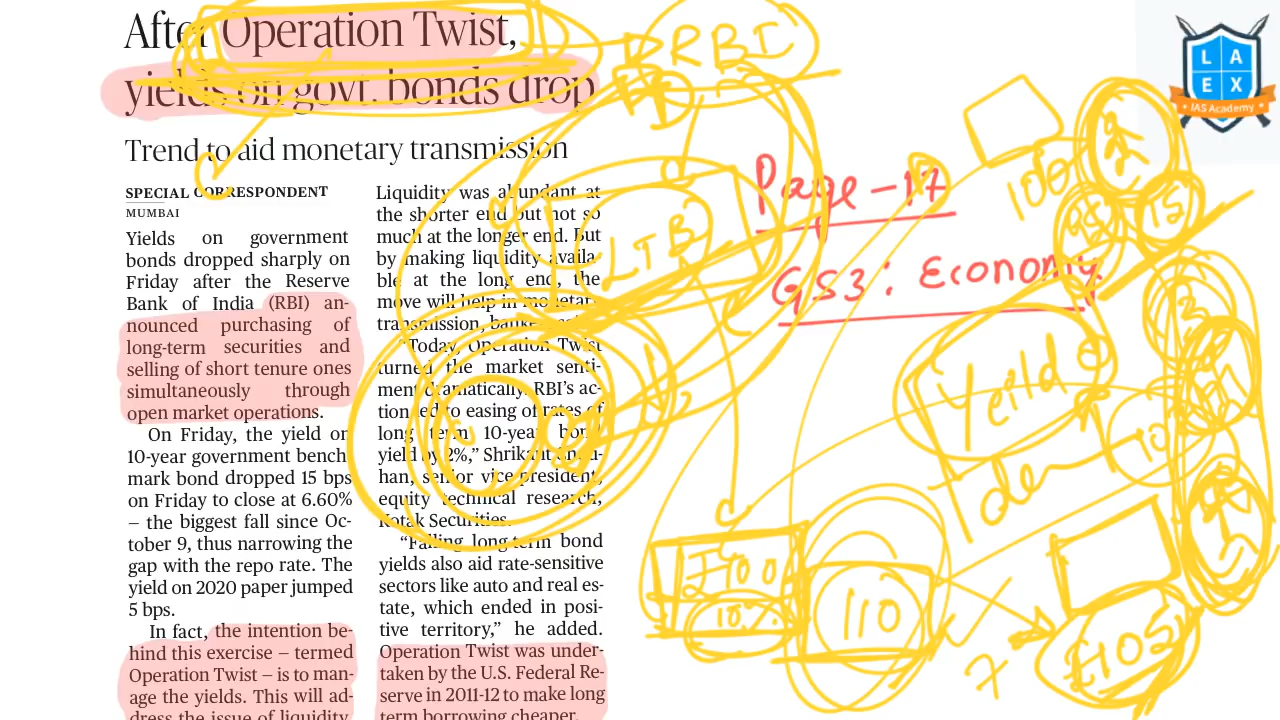 After Operation Twist,
yields on govt. bonds drop
Trend to aid monetary transmission
SPECIAL CORRESPONDENT
MUMBAI
Yields on government
bonds dropped sharply on
Friday after the Reserve
Bank of India (RBI) an-
nounced purchasing of
long-term securities and
selling of short tenure ones
simultaneously through
open market operations.
On Friday, the yield on
10-year government bench
mark bond dropped 15 bps
on Friday to close at 6.60%
– the biggest fall since Oc-
tober 9, thus narrowing the
gap with the repo rate. The
yield on 2020 paper jumped
5 bps.
In fact, the intention be-
hind this exercise – termed
Operation Twist – is to man-
age the yields. This will ad-
dress the issue of liquidity.
Liquidity was abundant at
the shorter end but not so
much at the longer end. But
by making liquidity availa-
ble at the long end, the
move will help in monetary
transmission,
“Today, Operation Twist
turned the market senti-
ment dramatically. RBI’s ac-
tion led to easing of rates of
long term 10-year bond
yield by 2%,” Shrikant
senior vice-president,
equity technical research,
Kotak Securities.
“Falling long-term bond
yields also aid rate-sensitive
sectors like auto and real es-
tate, which ended in posi-
tive territory,” he added.
Operation Twist was under-
taken by the U.S. Federal Re-
serve in 2011-12 to make long
term borrowing cheaper.
RBI
LTB
Page-17
GS3: Economy
100
15
Yeild
10
de
₹100
10%
110
₹105
7
L A
E X
IAS Academy